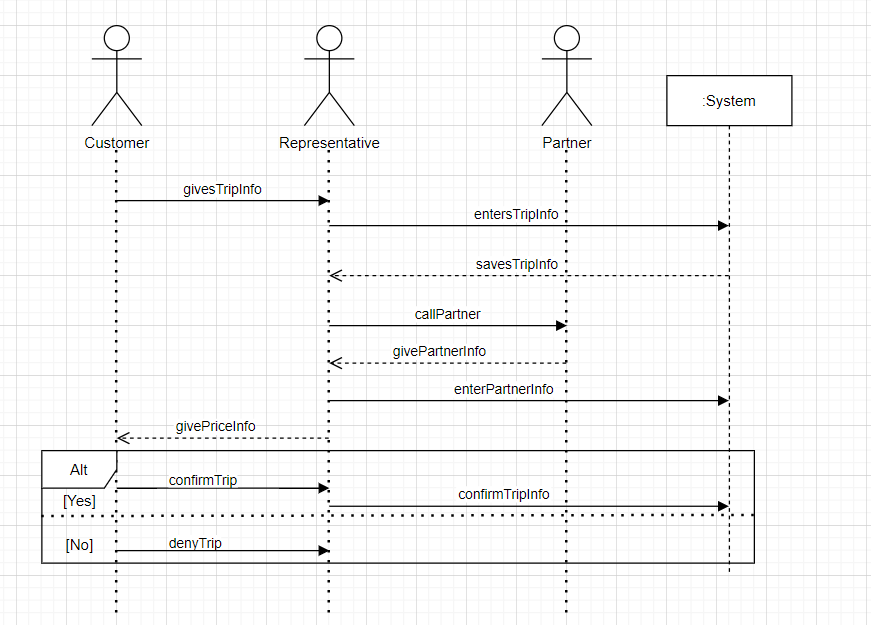 Customer
Representative
Partner
:System
givesTripInfo
entersTripInfo
savesTripInfo
callPartner
givePartnerInfo
enterPartnerInfo
givePriceInfo
Alt
confirmTrip
[Yes]
confirmTripInfo
[No]
denyTrip